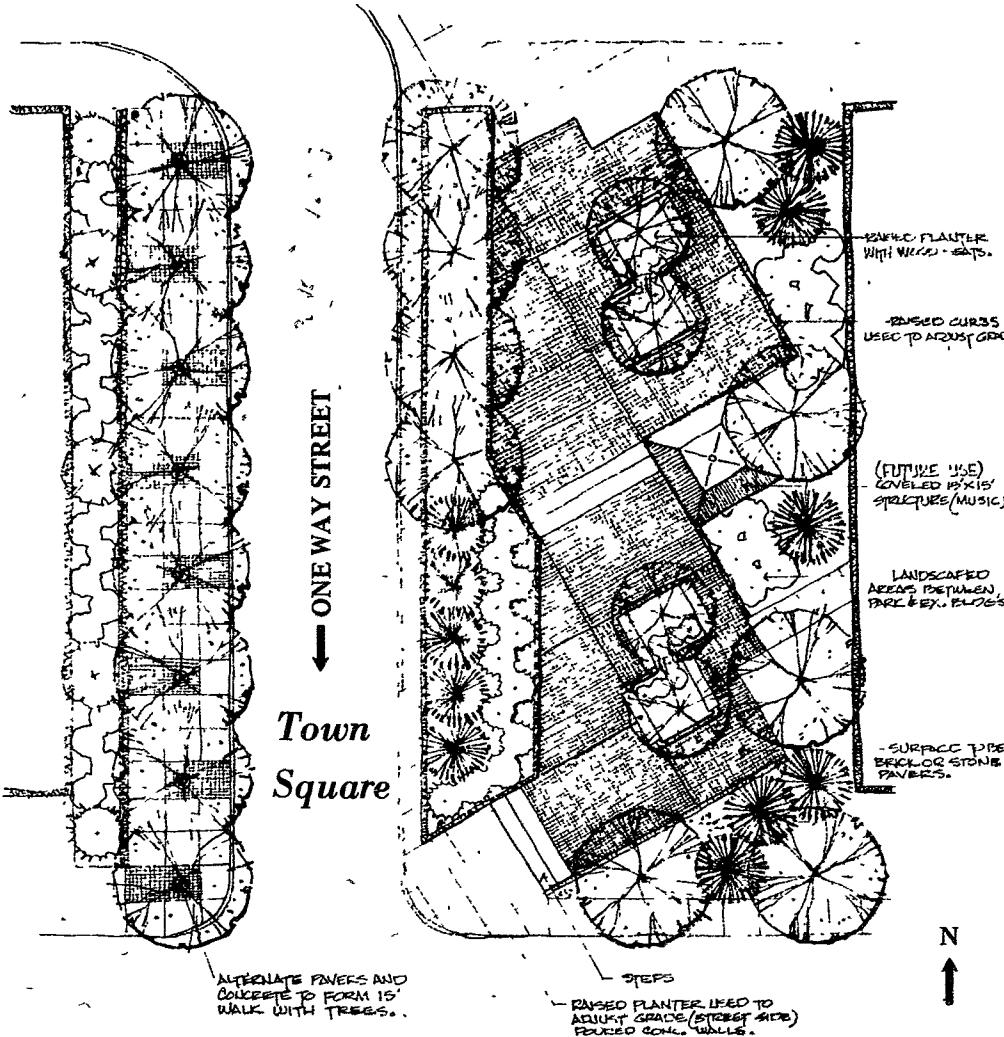 RAISED PLANTER
WITH WOOD SEATS.
-RAISED CURBS
USED TO ADJUST GRA
(FUTURE USE)
COVERED 15'X15'
STRUCTURE (MUSIC)
LANDSCAPED
AREAS BETWEEN
PARK & EX. BLDG'S
ONE WAY STREET
Town
Square
-SURFACE TO BE
BRICK OR STONE
PAVERS.
N
ALTERNATE PAVERS AND
CONCRETE TO FORM 15'
WALK WITH TREES.
STEPS
RAISED PLANTER USED TO
ADJUST GRADE (STREET SIDE)
POURED CONC. WALLS.